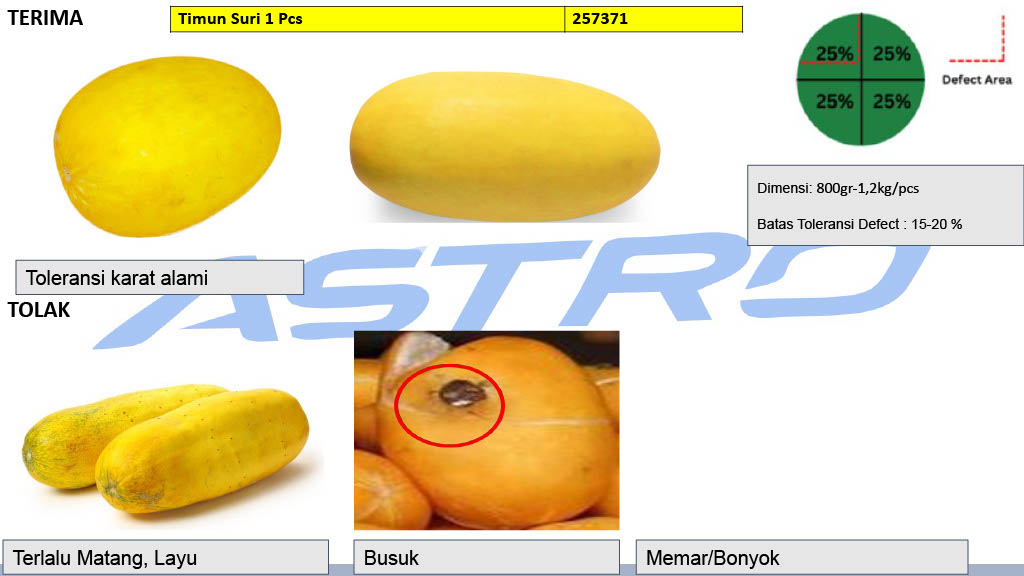 TERIMA
Timun Suri 1 Pcs 257371
25% 25%
25% 25%
Defect Area
Dimensi: 800gr-1,2kg/pcs
Batas Toleransi Defect : 15-20 %
ASTRO
Toleransi karat alami
TOLAK
Terlalu Matang, Layu
Busuk
Memar/Bonyok